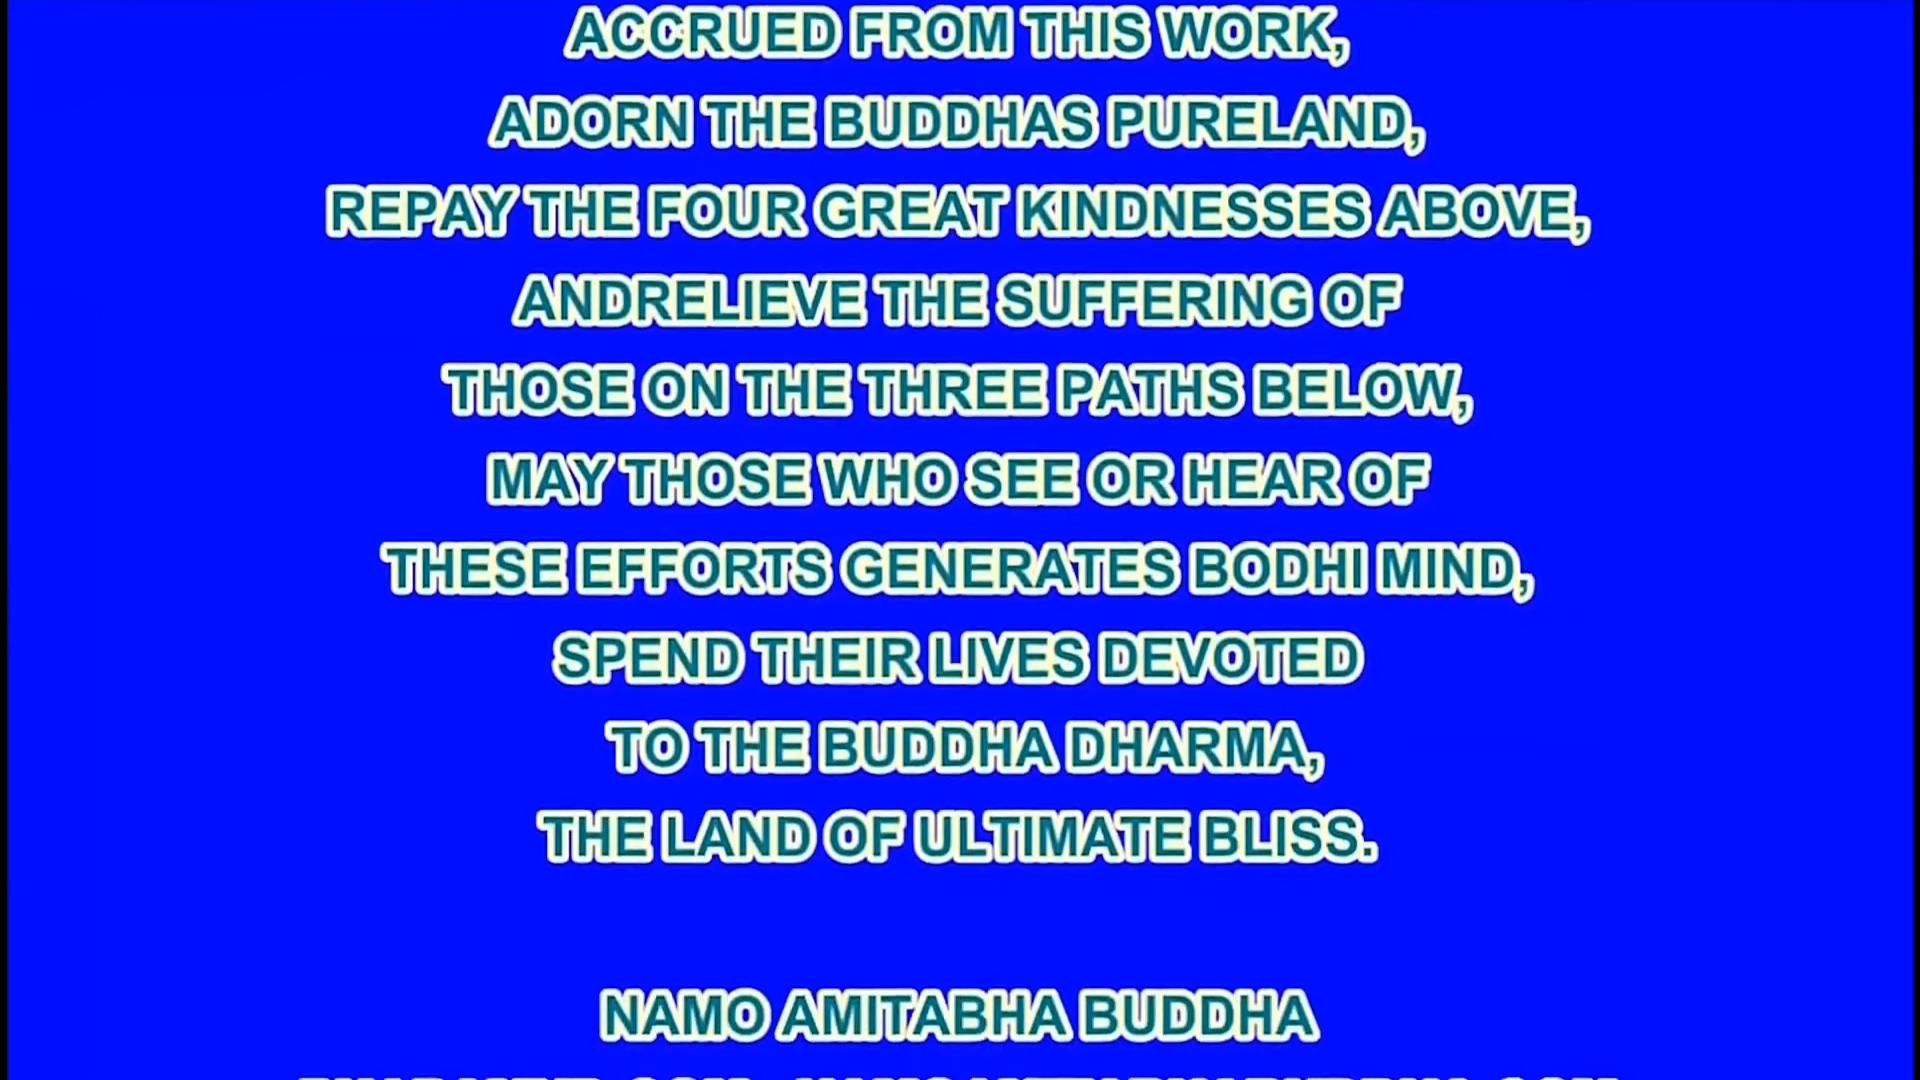 ACCRUED FROM THIS WORK,
ADORN THE BUDDHAS PURELAND,
REPAY THE FOUR GREAT KINDNESSES ABOVE,
ANDRELIEVE THE SUFFERING OF
THOSE ON THE THREE PATHS BELOW,
MAY THOSE WHO SEE OR HEAR OF
THESE EFFORTS GENERATES BODHI MIND,
SPEND THEIR LIVES DEVOTED
TO THE BUDDHA DHARMA,
THE LAND OF ULTIMATE BLISS.
NAMO AMITABHA BUDDHA